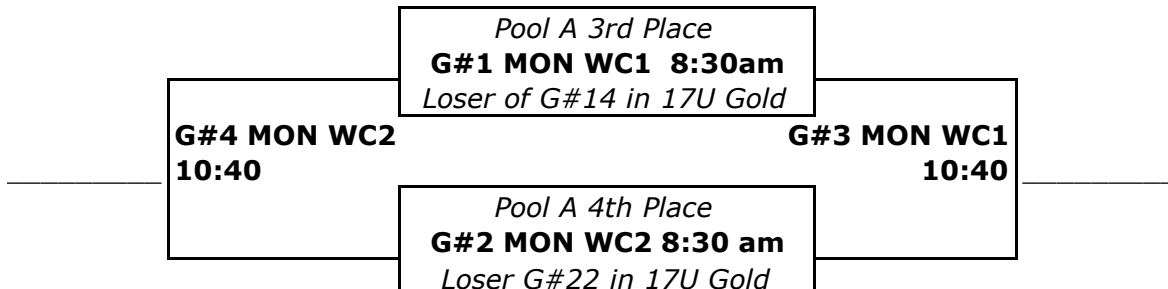 Pool A 3rd Place
G#1 MON WC1 8:30am
Loser of G#14 in 17U Gold
G#4 MON WC2
10:40
G#3 MON WC1
10:40
Pool A 4th Place
G#2 MON WC2 8:30 am
Loser G#22 in 17U Gold